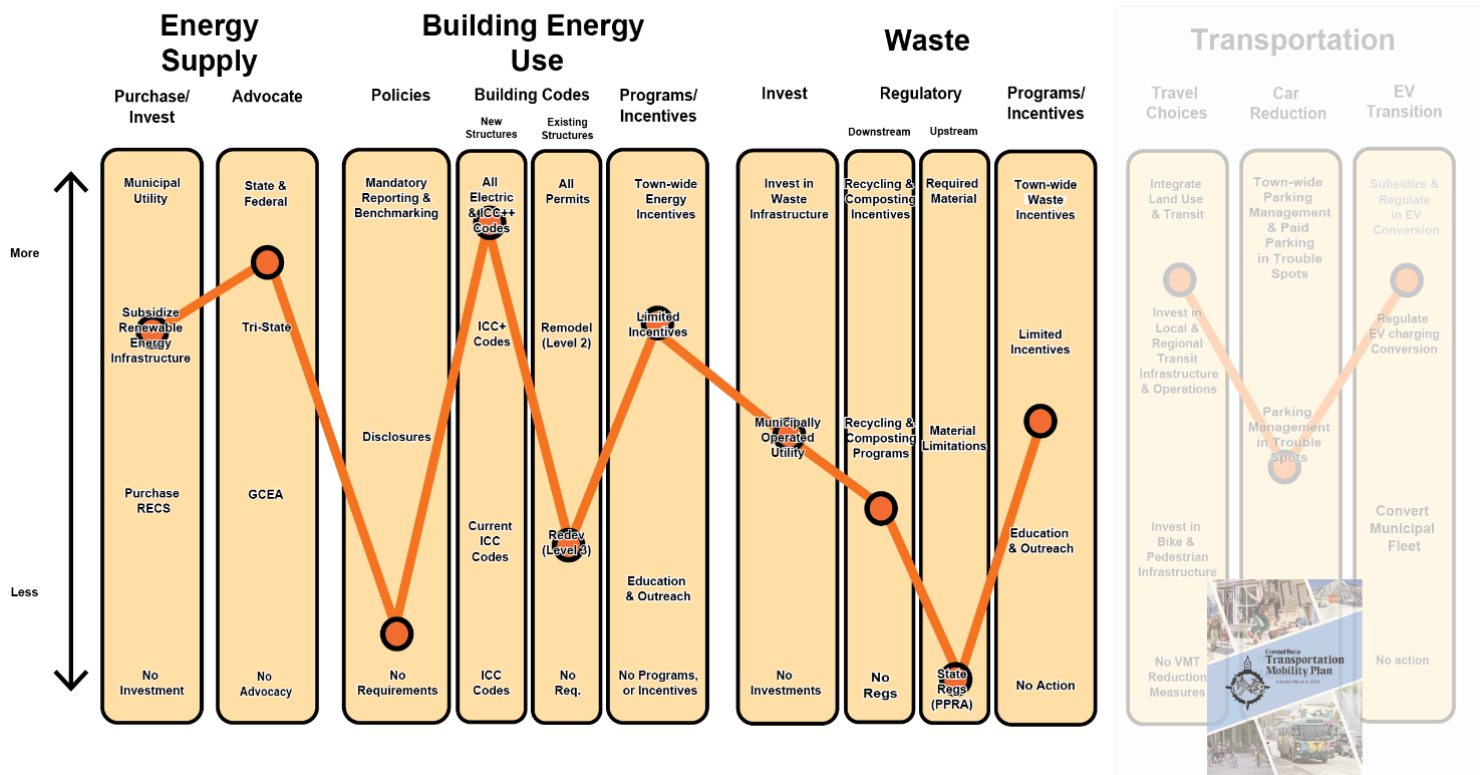 Energy
Supply
Building Energy
Use
Waste
Transportation
Purchase/
Invest
Advocate
Policies
Building Codes
New
Structures
Existing
Structures
Programs/
Incentives
Invest
Regulatory
Downstream
Upstream
Programs/
Incentives
Travel
Choices
Car
Reduction
EV
Transition
More
Less
Municipal
Utility
Subsidize
Renewable
Energy
Infrastructure
Purchase
RECS
No
Investment
State &
Federal
Tri-State
GCEA
No
Advocacy
Mandatory
Reporting &
Benchmarking
Disclosures
No
Requirements
All
Electric
& ICC++
Codes
ICC+
Codes
Current
ICC
Codes
ICC
Codes
All
Permits
Remodel
(Level 2)
Redev
(Level 3)
No
Req.
Town-wide
Energy
Incentives
Limited
Incentives
Education
& Outreach
No Programs,
or Incentives
Invest in
Waste
Infrastructure
Municipally
Operated
Utility
No
Investments
Recycling &
Composting
Incentives
Recycling &
Composting
Programs
No
Regs
Required
Material
Material
Limitations
State
Regs
(PPRA)
Town-wide
Waste
Incentives
Limited
Incentives
Education
& Outreach
No Action
Integrate
Land Use
& Transit
Invest in
Local &
Regional
Transit
Infrastructure
& Operations
Invest in
Bike &
Pedestrian
Infrastructure
No VMT
Reduction
Measures
Town-wide
Parking
Management
& Paid
Parking
in Trouble
Spots
Parking
Management
in Trouble
Spots
Subsidize &
Regulate
in EV
Conversion
Regulate
EV charging
Conversion
Convert
Municipal
Fleet
No action
Crested Butte
Transportation
Mobility Plan